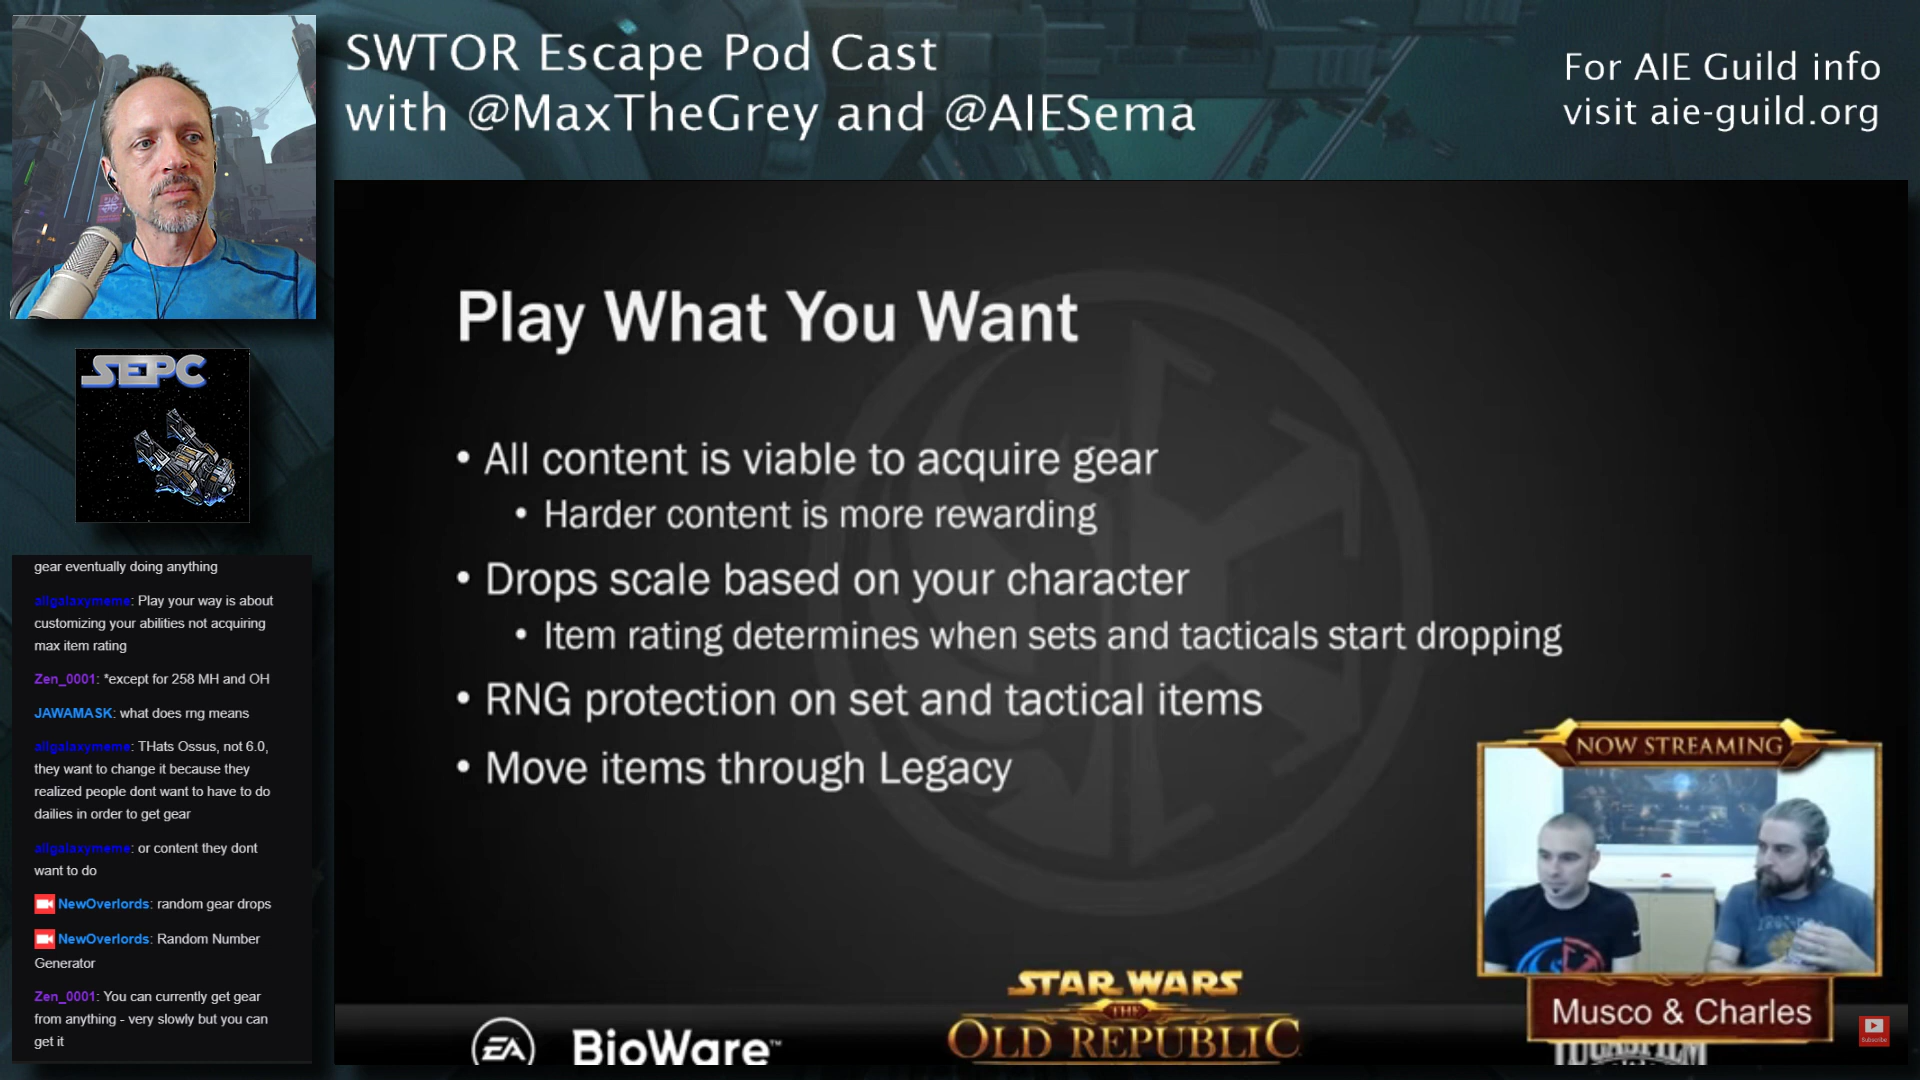 SWTOR Escape Pod Cast
with @MaxTheGrey and @AIESema
For AIE Guild info
visit aie-guild.org
SEPC
gear eventually doing anything
allgalaxymeme: Play your way is about
customizing your abilities not acquiring
max item rating
Zen_0001: *except for 258 MH and OH
JAWAMASK: what does rng means
allgalaxymeme: THats Ossus, not 6.0,
they want to change it because they
realized people dont want to have to do
dailies in order to get gear
allgalaxymeme: or content they dont
want to do
NewOverlords: random gear drops
NewOverlords: Random Number
Generator
Zen_0001: You can currently get gear
from anything - very slowly but you can
get it
Play What You Want
• All content is viable to acquire gear
• Harder content is more rewarding
• Drops scale based on your character
• Item rating determines when sets and tacticals start dropping
• RNG protection on set and tactical items
• Move items through Legacy
NOW STREAMING
Musco & Charles
Subscribe
EA
BioWare™
STAR WARS
THE
OLD REPUBLIC
LUCASFILM